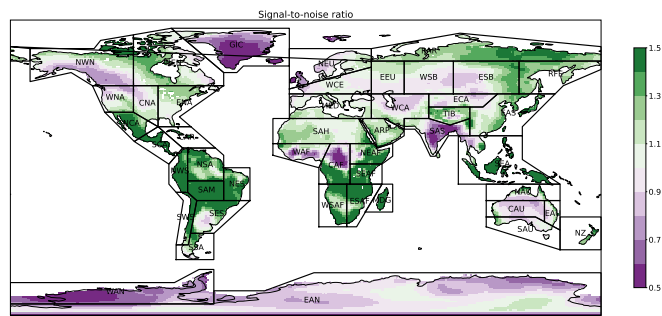 Signal-to-noise ratio
GIC
RAR
NWN
NEU
RFE
EEU
WSB
ESB
WCE
WNA
CNA
ENA
ECA
WCA
TIB
EAS
NCA
SAH
ARP
SAS
SCA
CAR
WAF
CAF
NEAF
SEA
NWS
NSA
SEAF
SAM
NES
WSAF
ESAF
MDG
NAU
CAU
EAU
SWS
SES
SAU
NZ
SSA
WAN
EAN
1.5
1.3
1.1
0.9
0.7
0.5